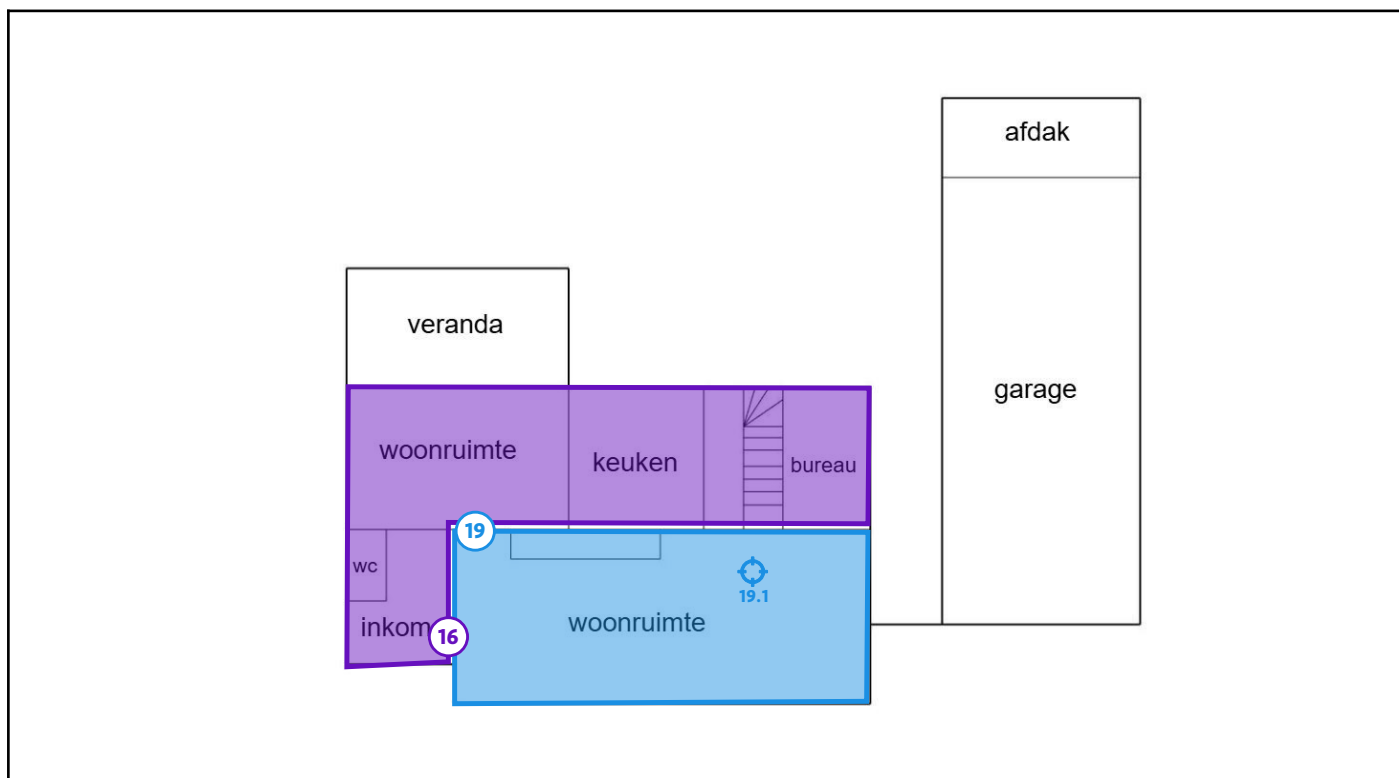 afdak
veranda
garage
woonruimte
keuken
bureau
19
wc
19.1
inkom
16
woonruimte